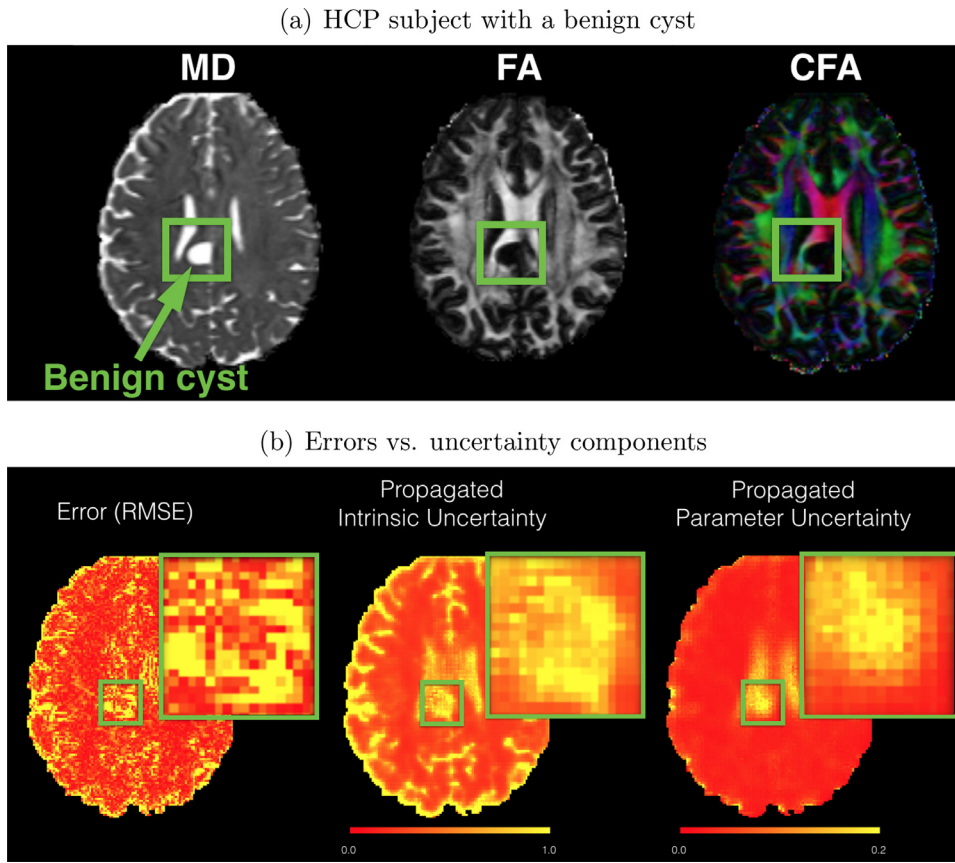 (a) HCP subject with a benign cyst
MD
FA
CFA
Benign cyst
(b) Errors vs. uncertainty components
Error (RMSE)
Propagated
Intrinsic Uncertainty
Propagated
Parameter Uncertainty
0.0
1.0
0.0
0.2